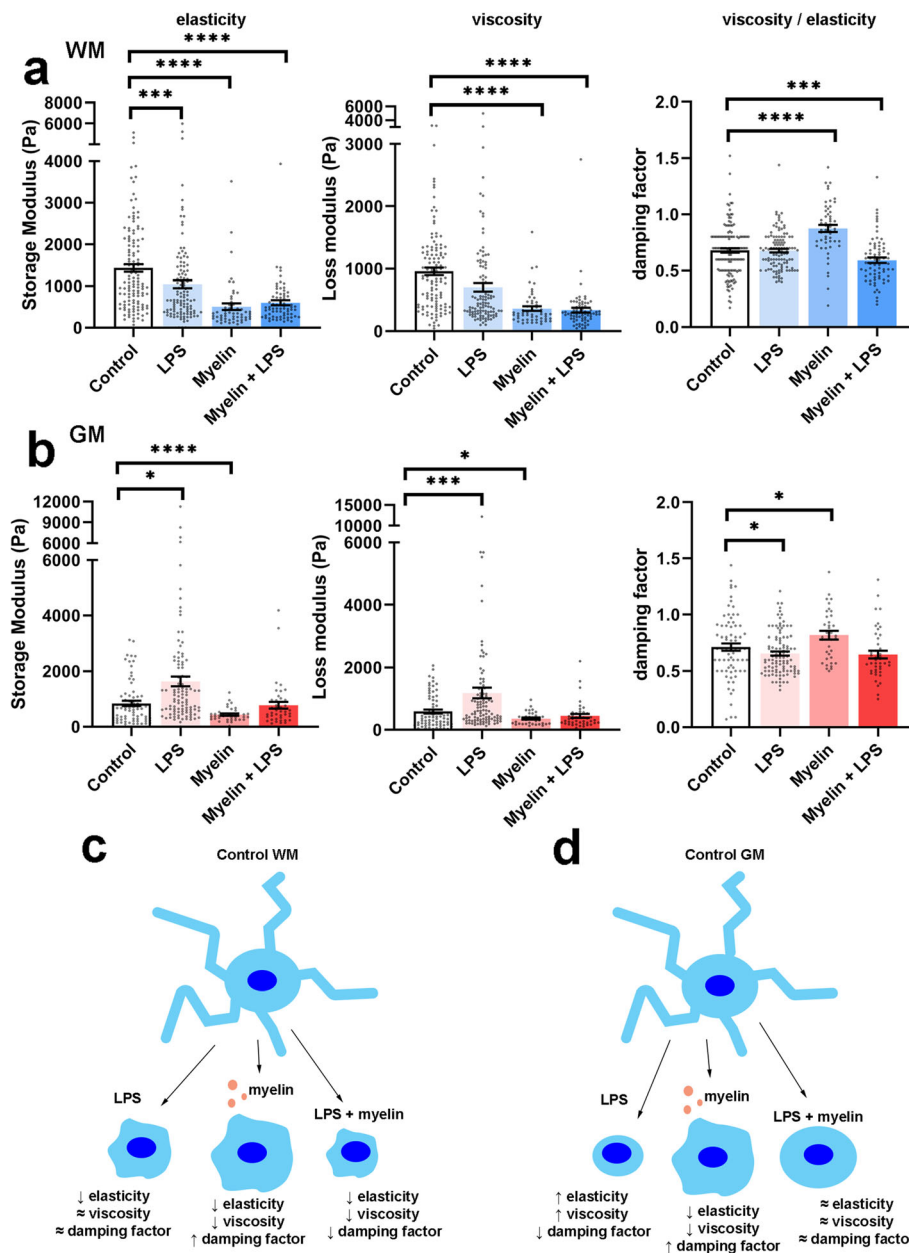 elasticity
viscosity
viscosity / elasticity
a
WM
****
****
***
Storage Modulus (Pa)
8000
6000
4000
3000
2000
1000
0
Control
LPS
Myelin
Myelin + LPS
****
****
Loss modulus (Pa)
6000
5000
4000
3000
2000
1000
0
Control
LPS
Myelin
Myelin + LPS
***
****
damping factor
2.0
1.5
1.0
0.5
0.0
Control
LPS
Myelin
Myelin + LPS
b
GM
****
*
Storage Modulus (Pa)
12000
9000
6000
4000
2000
0
Control
LPS
Myelin
Myelin + LPS
*
***
Loss modulus (Pa)
15000
10000
6000
4000
2000
0
Control
LPS
Myelin
Myelin + LPS
*
*
damping factor
2.0
1.5
1.0
0.5
0.0
Control
LPS
Myelin
Myelin + LPS
c
Control WM
LPS
myelin
LPS + myelin
↓ elasticity
≈ viscosity
≈ damping factor
↓ elasticity
↓ viscosity
↑ damping factor
↓ elasticity
↓ viscosity
↓ damping factor
d
Control GM
LPS
myelin
LPS + myelin
↑ elasticity
↑ viscosity
↓ damping factor
↓ elasticity
↓ viscosity
↑ damping factor
≈ elasticity
≈ viscosity
≈ damping factor